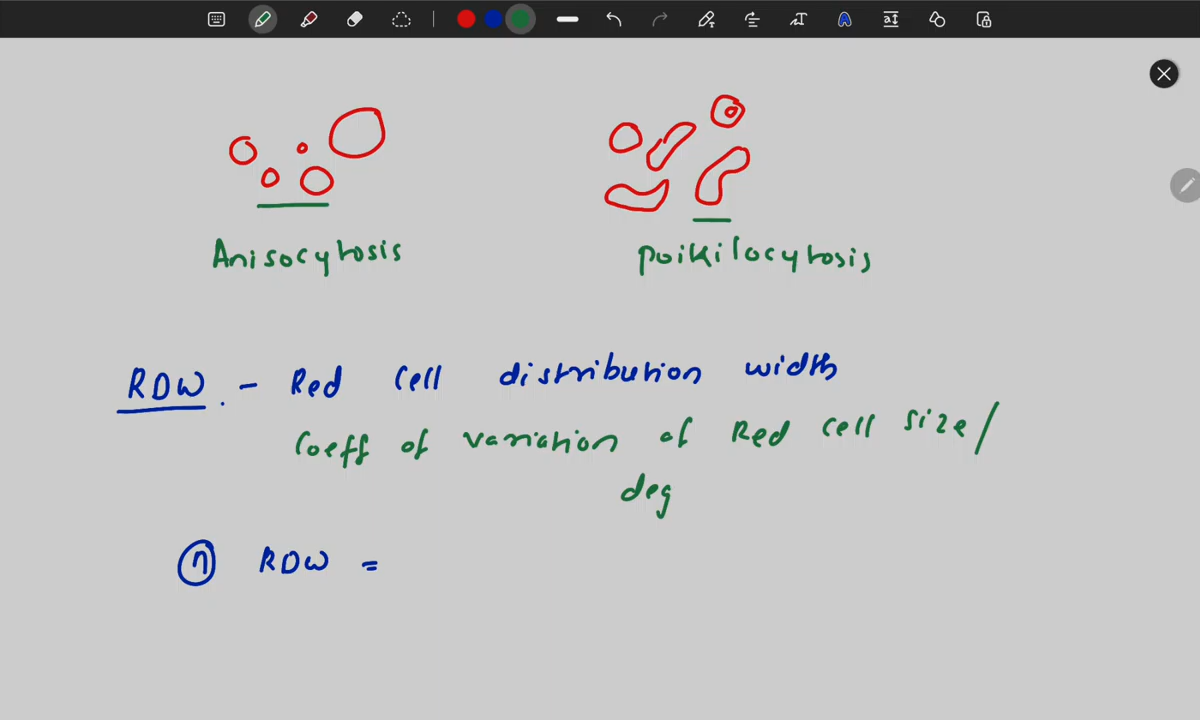 Anisocytosis
poikilocytosis
RDW. - Red cell distribution width
Coeff of variation of Red cell size/
deg
n RDW =